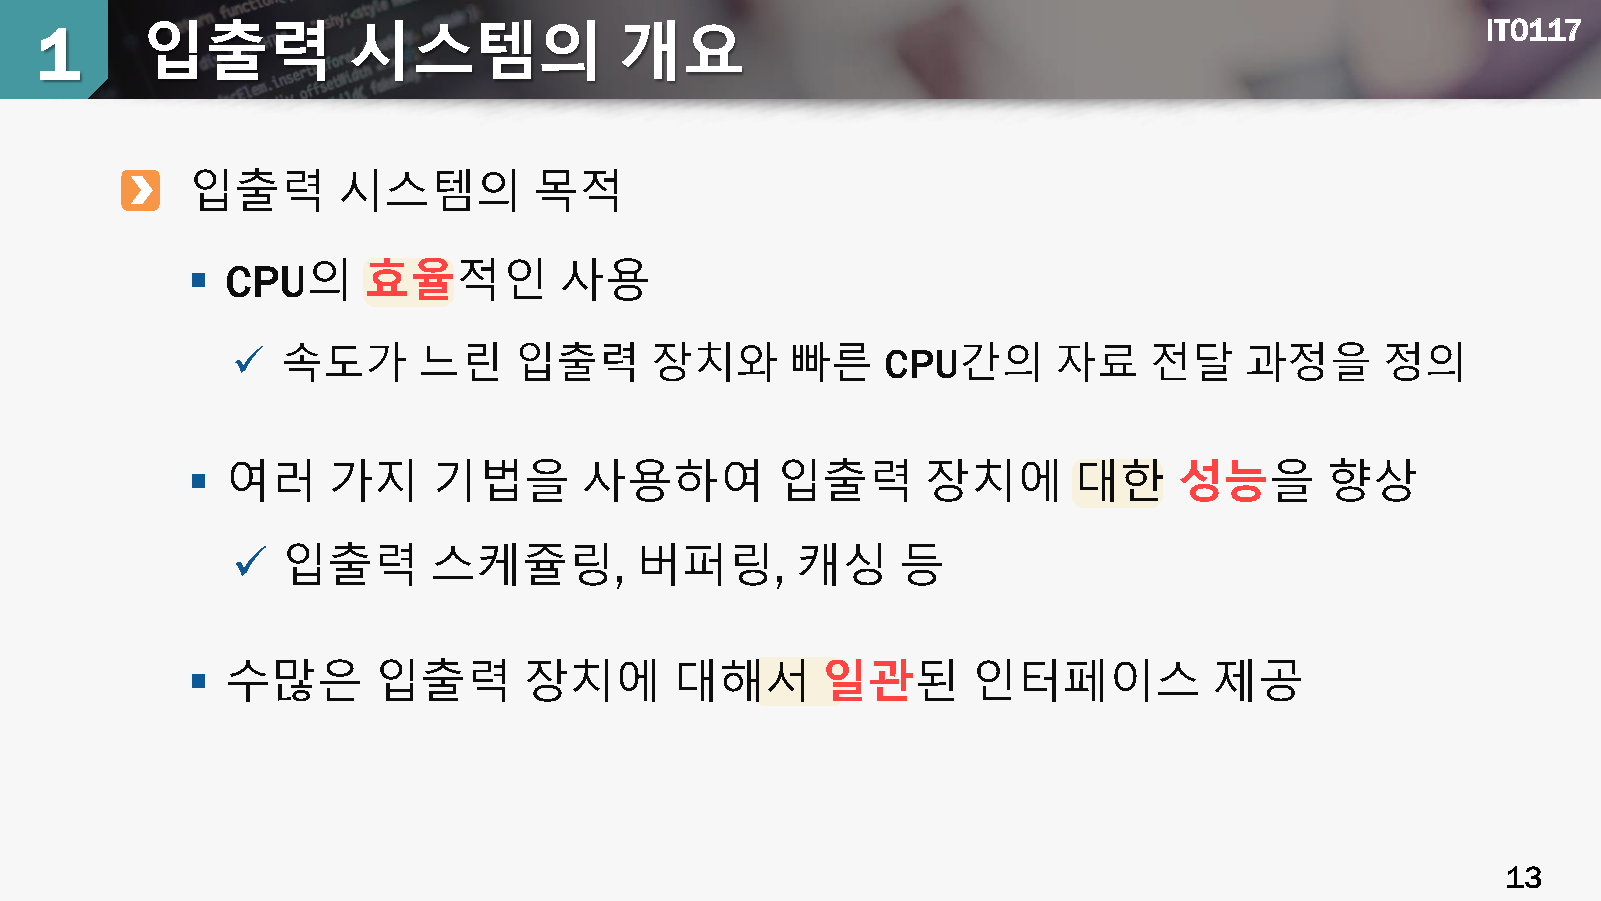 1 입출력 시스템의 개요
IT0117
입출력 시스템의 목적
CPU의 효율적인 사용
속도가 느린 입출력 장치와 빠른 CPU간의 자료 전달 과정을 정의
여러 가지 기법을 사용하여 입출력 장치에 대한 성능을 향상
입출력 스케쥴링, 버퍼링, 캐싱 등
수많은 입출력 장치에 대해서 일관된 인터페이스 제공
13